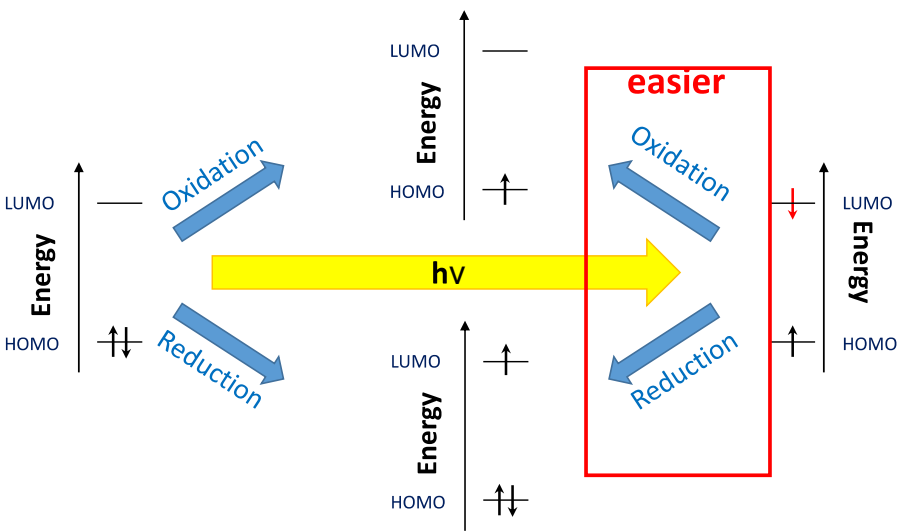 LUMO
Energy
HOMO
easier
Oxidation
Oxidation
LUMO
Energy
HOMO
LUMO
Energy
HOMO
hν
Reduction
Reduction
LUMO
Energy
HOMO